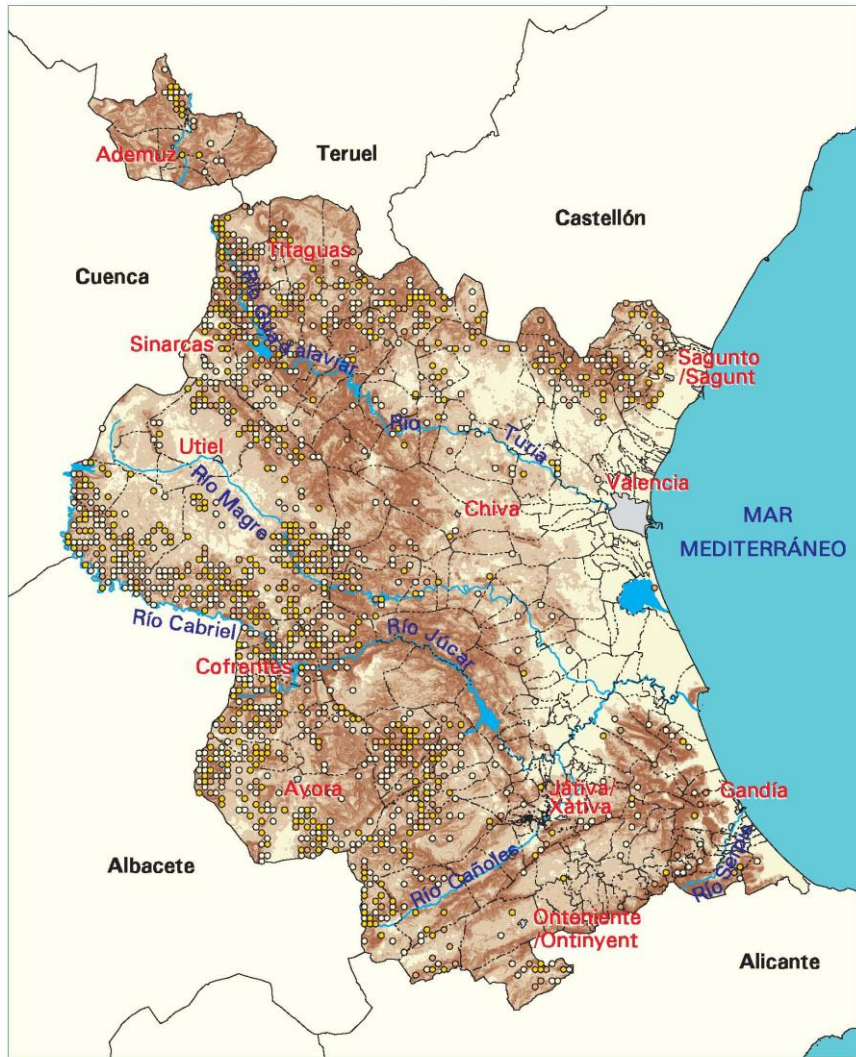 Ademuz
Teruel
Castellón
Titaguas
Cuenca
Río Guadalaviar
Sinarcas
Sagunto
/Sagunt
Río
Turia
Utiel
Río Magre
Valencia
Chiva
MAR
MEDITERRÁNEO
Río Cabriel
Río Júcar
Cofrentes
Ayora
Játiva/
Xàtiva
Gandía
Albacete
Río Cañoles
Río Serpis
Onteniente
/Ontinyent
Alicante